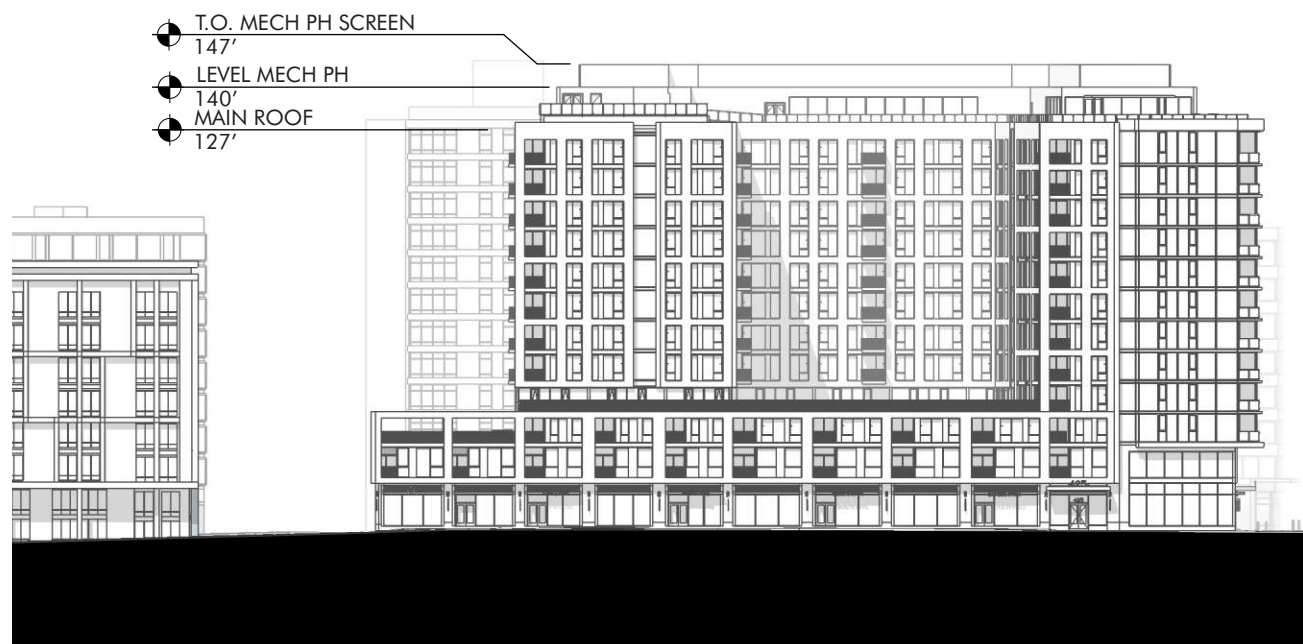 T.O. MECH PH SCREEN
147’
LEVEL MECH PH
140’
MAIN ROOF
127’